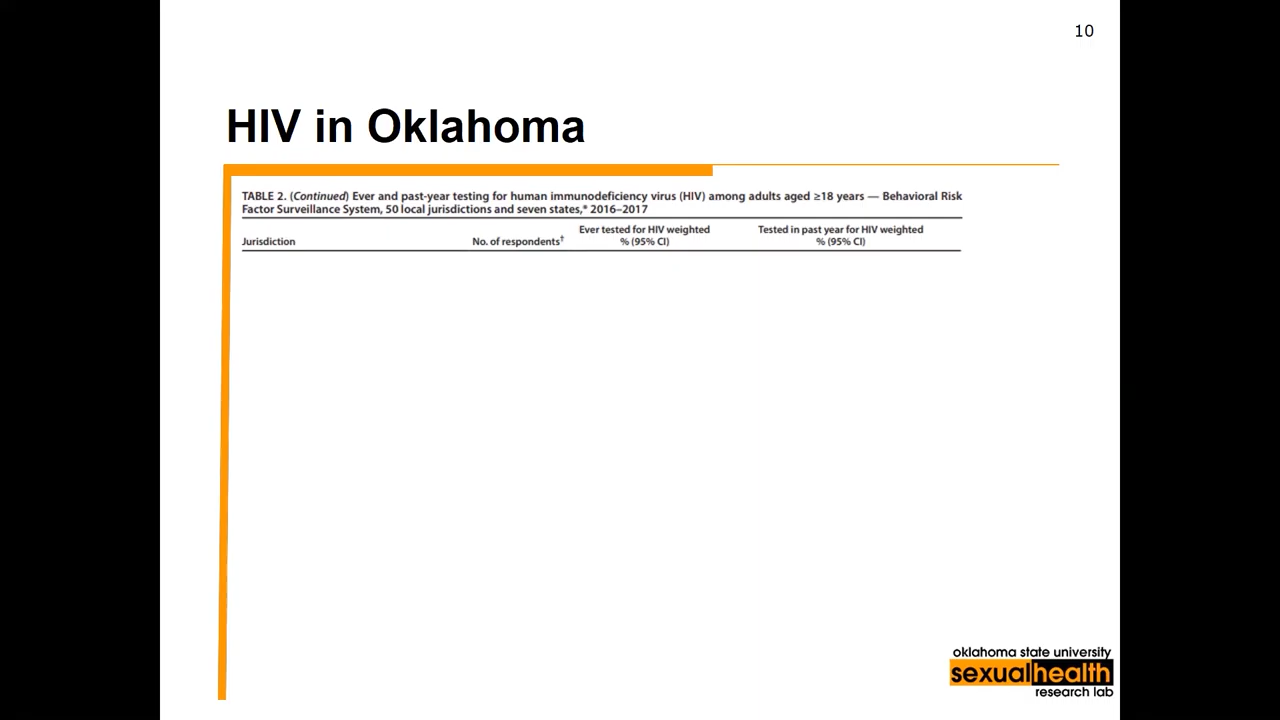 10
HIV in Oklahoma
TABLE 2. (Continued) Ever and past-year testing for human immunodeficiency virus (HIV) among adults aged ≥18 years — Behavioral Risk
Factor Surveillance System, 50 local jurisdictions and seven states,* 2016–2017
Jurisdiction
No. of respondents†
Ever tested for HIV weighted
% (95% CI)
Tested in past year for HIV weighted
% (95% CI)
oklahoma state university
sexualhealth
research lab